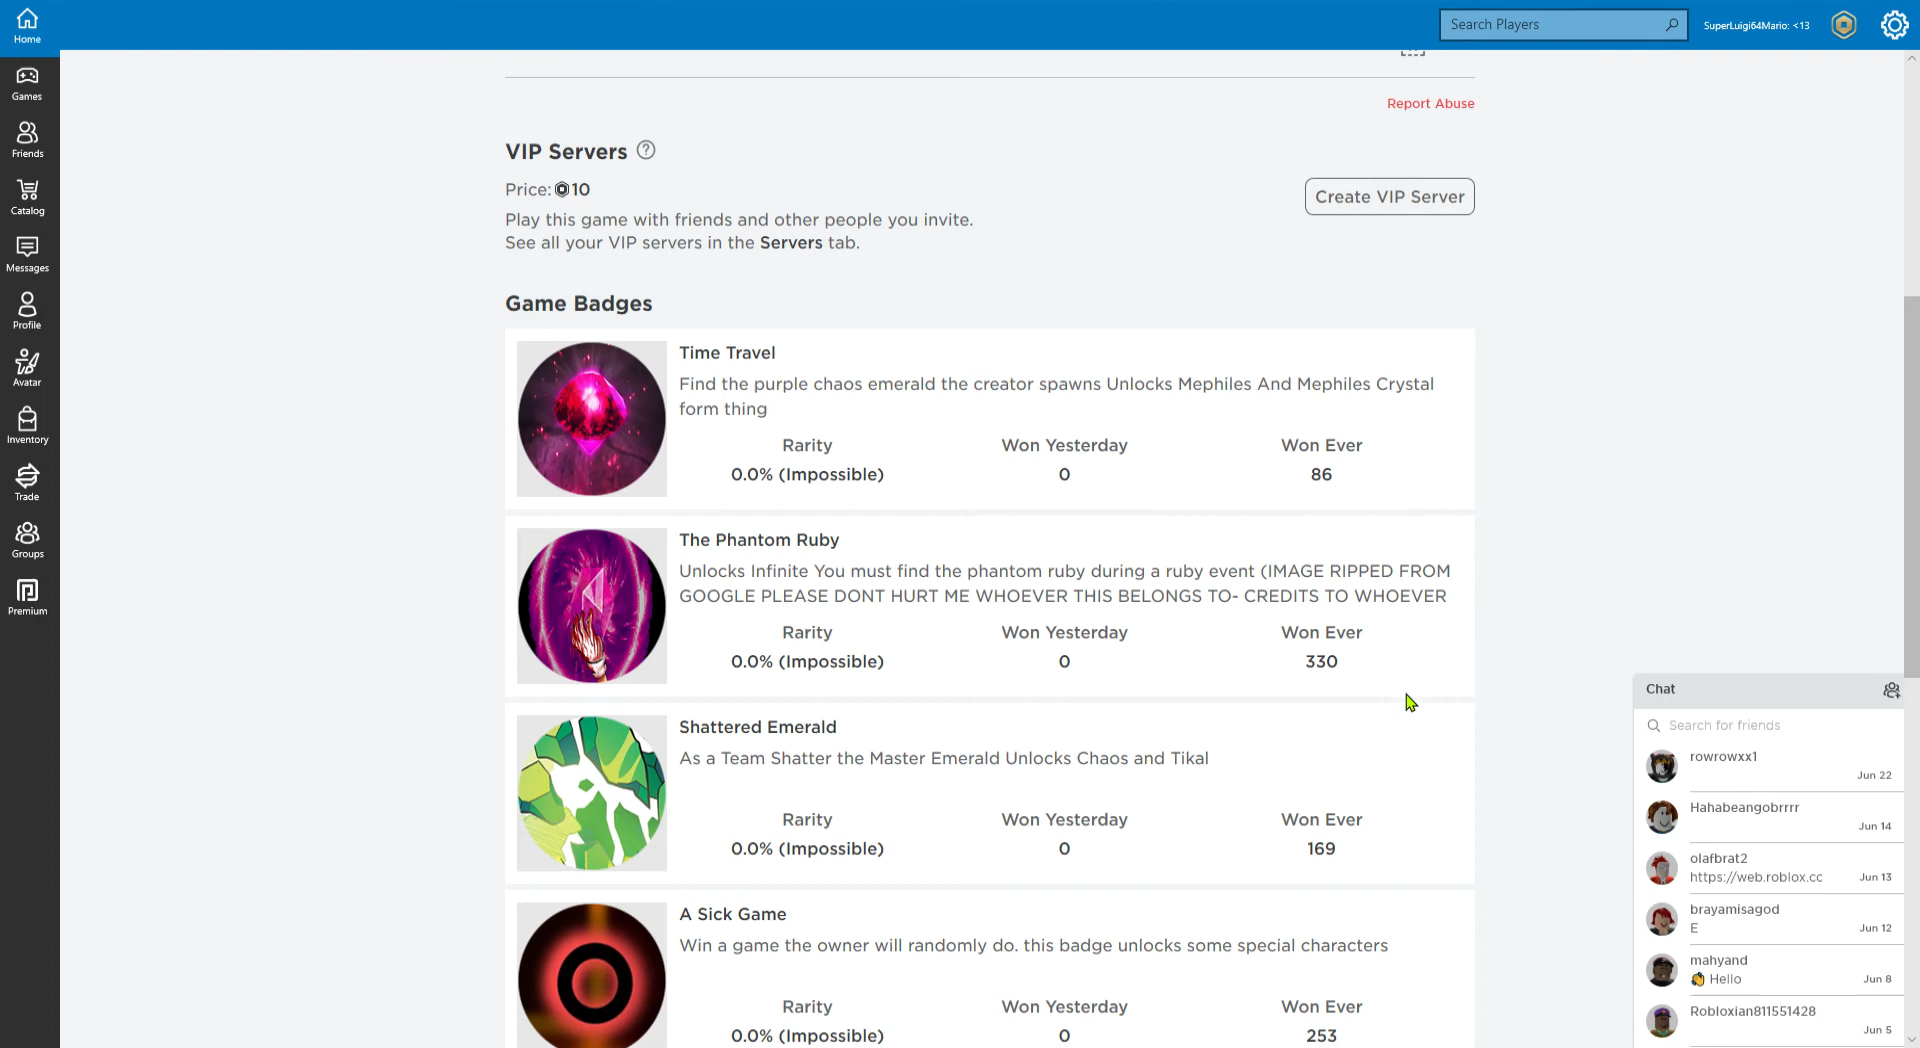 Home
Search Players
SuperLuigi64Mario: <13
Games
Friends
Catalog
Messages
Profile
Avatar
Inventory
Trade
Groups
Premium
Report Abuse
VIP Servers
Price: 10
Create VIP Server
Play this game with friends and other people you invite.
See all your VIP servers in the Servers tab.
Game Badges
Time Travel
Find the purple chaos emerald the creator spawns Unlocks Mephiles And Mephiles Crystal
form thing
Rarity Won Yesterday Won Ever
0.0% (Impossible) 0 86
The Phantom Ruby
Unlocks Infinite You must find the phantom ruby during a ruby event (IMAGE RIPPED FROM
GOOGLE PLEASE DONT HURT ME WHOEVER THIS BELONGS TO- CREDITS TO WHOEVER
Rarity Won Yesterday Won Ever
0.0% (Impossible) 0 330
Shattered Emerald
As a Team Shatter the Master Emerald Unlocks Chaos and Tikal
Rarity Won Yesterday Won Ever
0.0% (Impossible) 0 169
A Sick Game
Win a game the owner will randomly do. this badge unlocks some special characters
Rarity Won Yesterday Won Ever
0.0% (Impossible) 0 253
Chat
Search for friends
rowrowxx1
Jun 22
Hahabeangobrrrr
Jun 14
olafbrat2
https://web.roblox.cc Jun 13
brayamisagod
E Jun 12
mahyand
👋 Hello Jun 8
Robloxian811551428
Jun 5